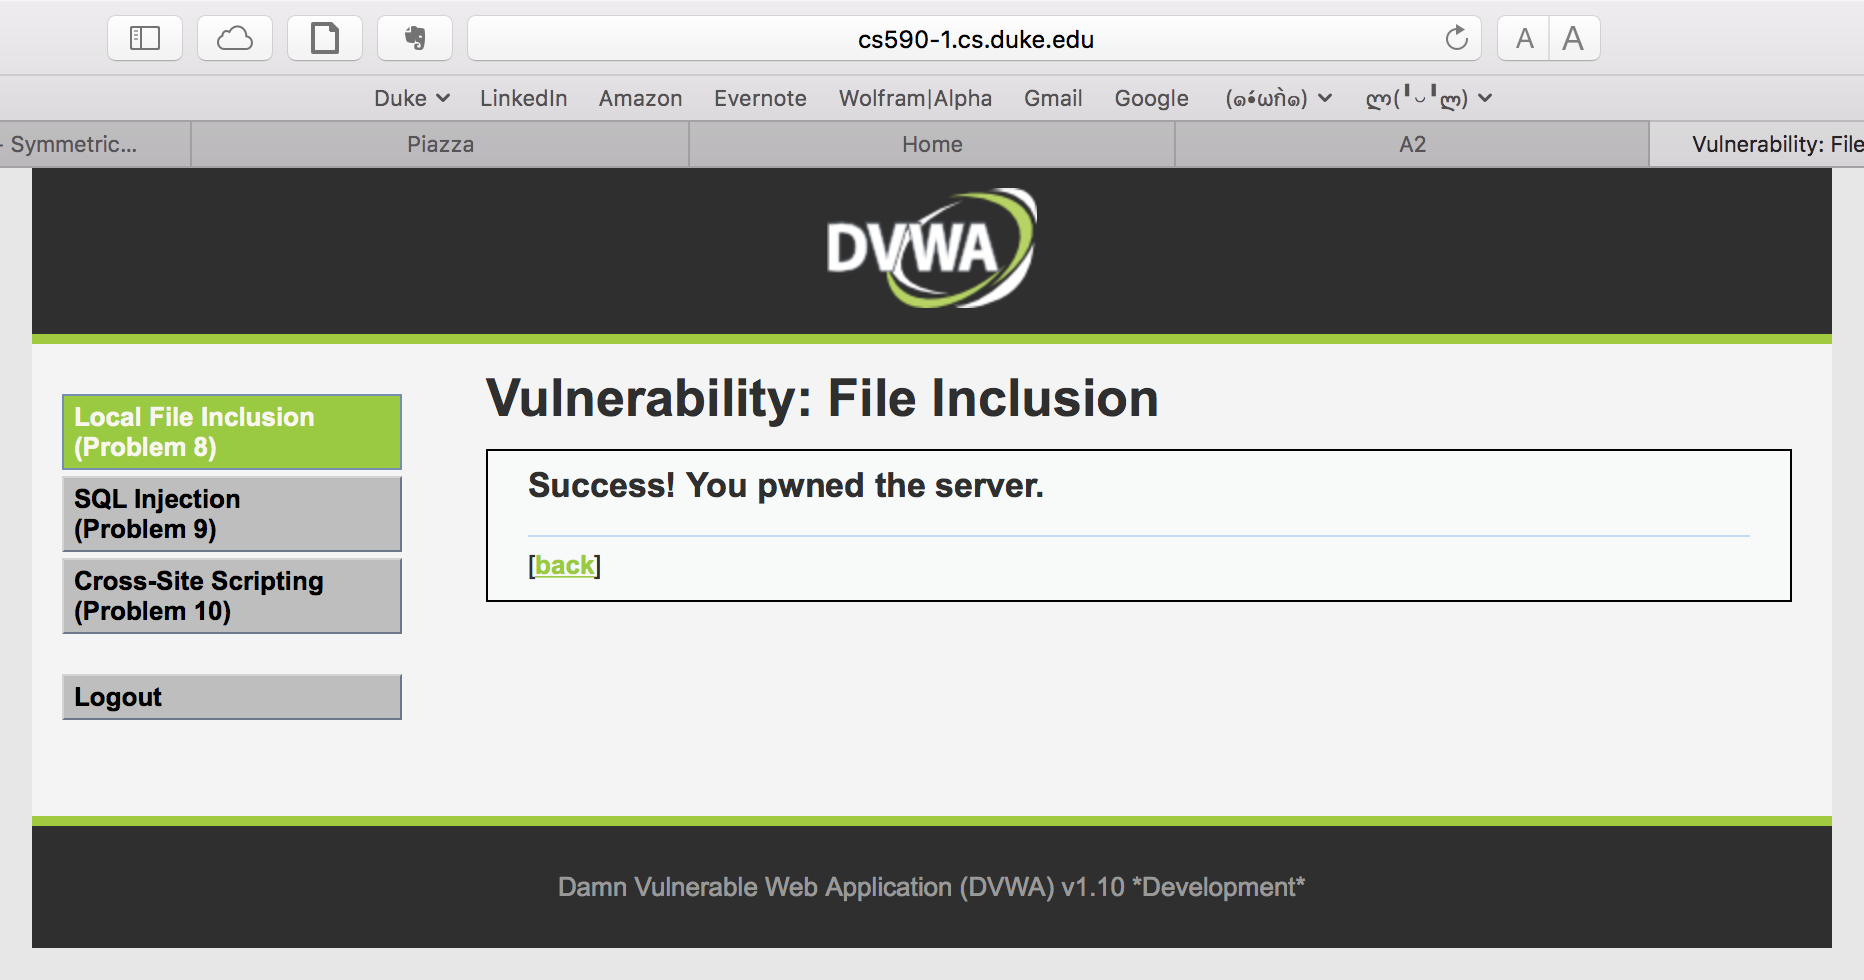 A A
cs590-1.cs.duke.edu
Duke LinkedIn Amazon Evernote Wolfram|Alpha Gmail Google
- Symmetric... Piazza Home A2 Vulnerability: File
DVWA
Vulnerability: File Inclusion
Local File Inclusion
(Problem 8)
SQL Injection
(Problem 9)
Cross-Site Scripting
(Problem 10)
Logout
Success! You pwned the server.
[back]
Damn Vulnerable Web Application (DVWA) v1.10 *Development*